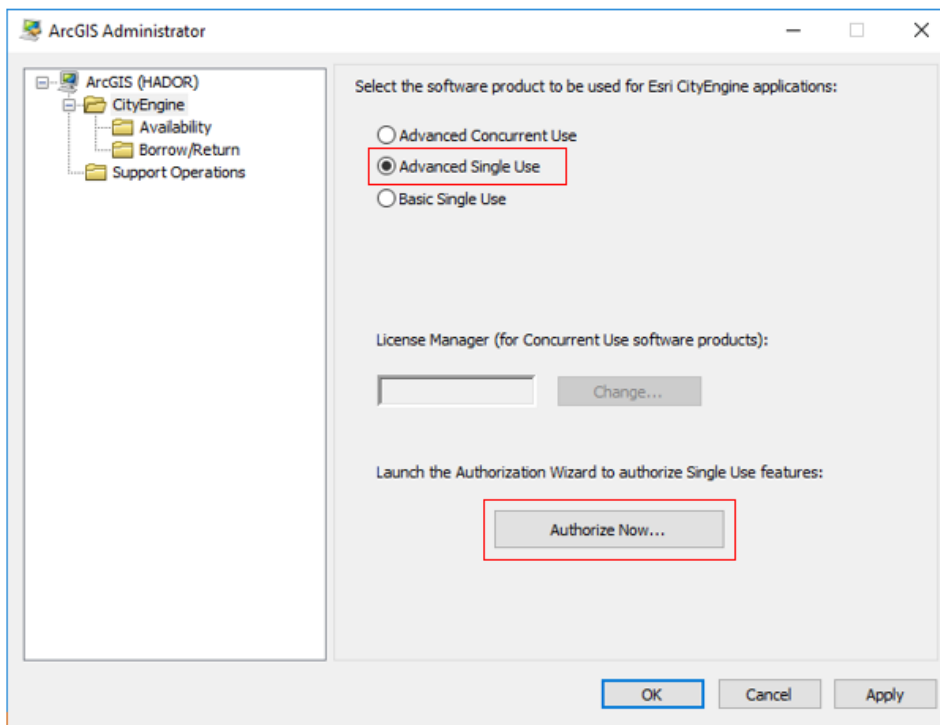 ArcGIS Administrator
ArcGIS (HADOR)
CityEngine
Availability
Borrow/Return
Support Operations
Select the software product to be used for Esri CityEngine applications:
Advanced Concurrent Use
Advanced Single Use
Basic Single Use
License Manager (for Concurrent Use software products):
Change...
Launch the Authorization Wizard to authorize Single Use features:
Authorize Now...
OK Cancel Apply